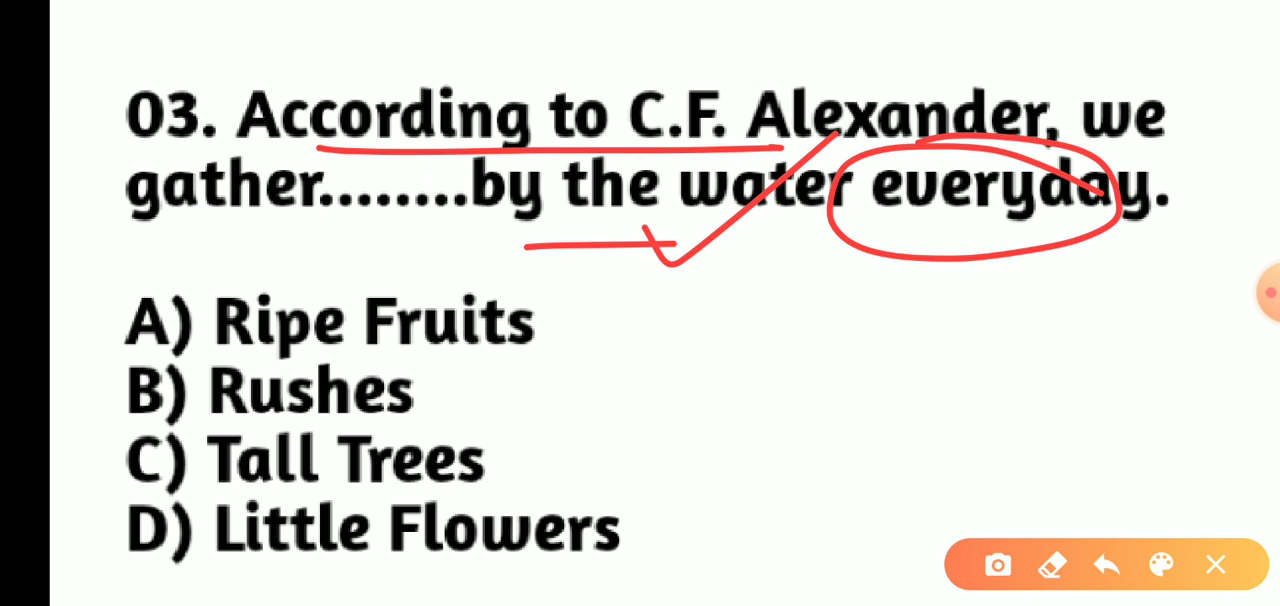 03. According to C.F. Alexander, we
gather........by the water everyday.
A) Ripe Fruits
B) Rushes
C) Tall Trees
D) Little Flowers